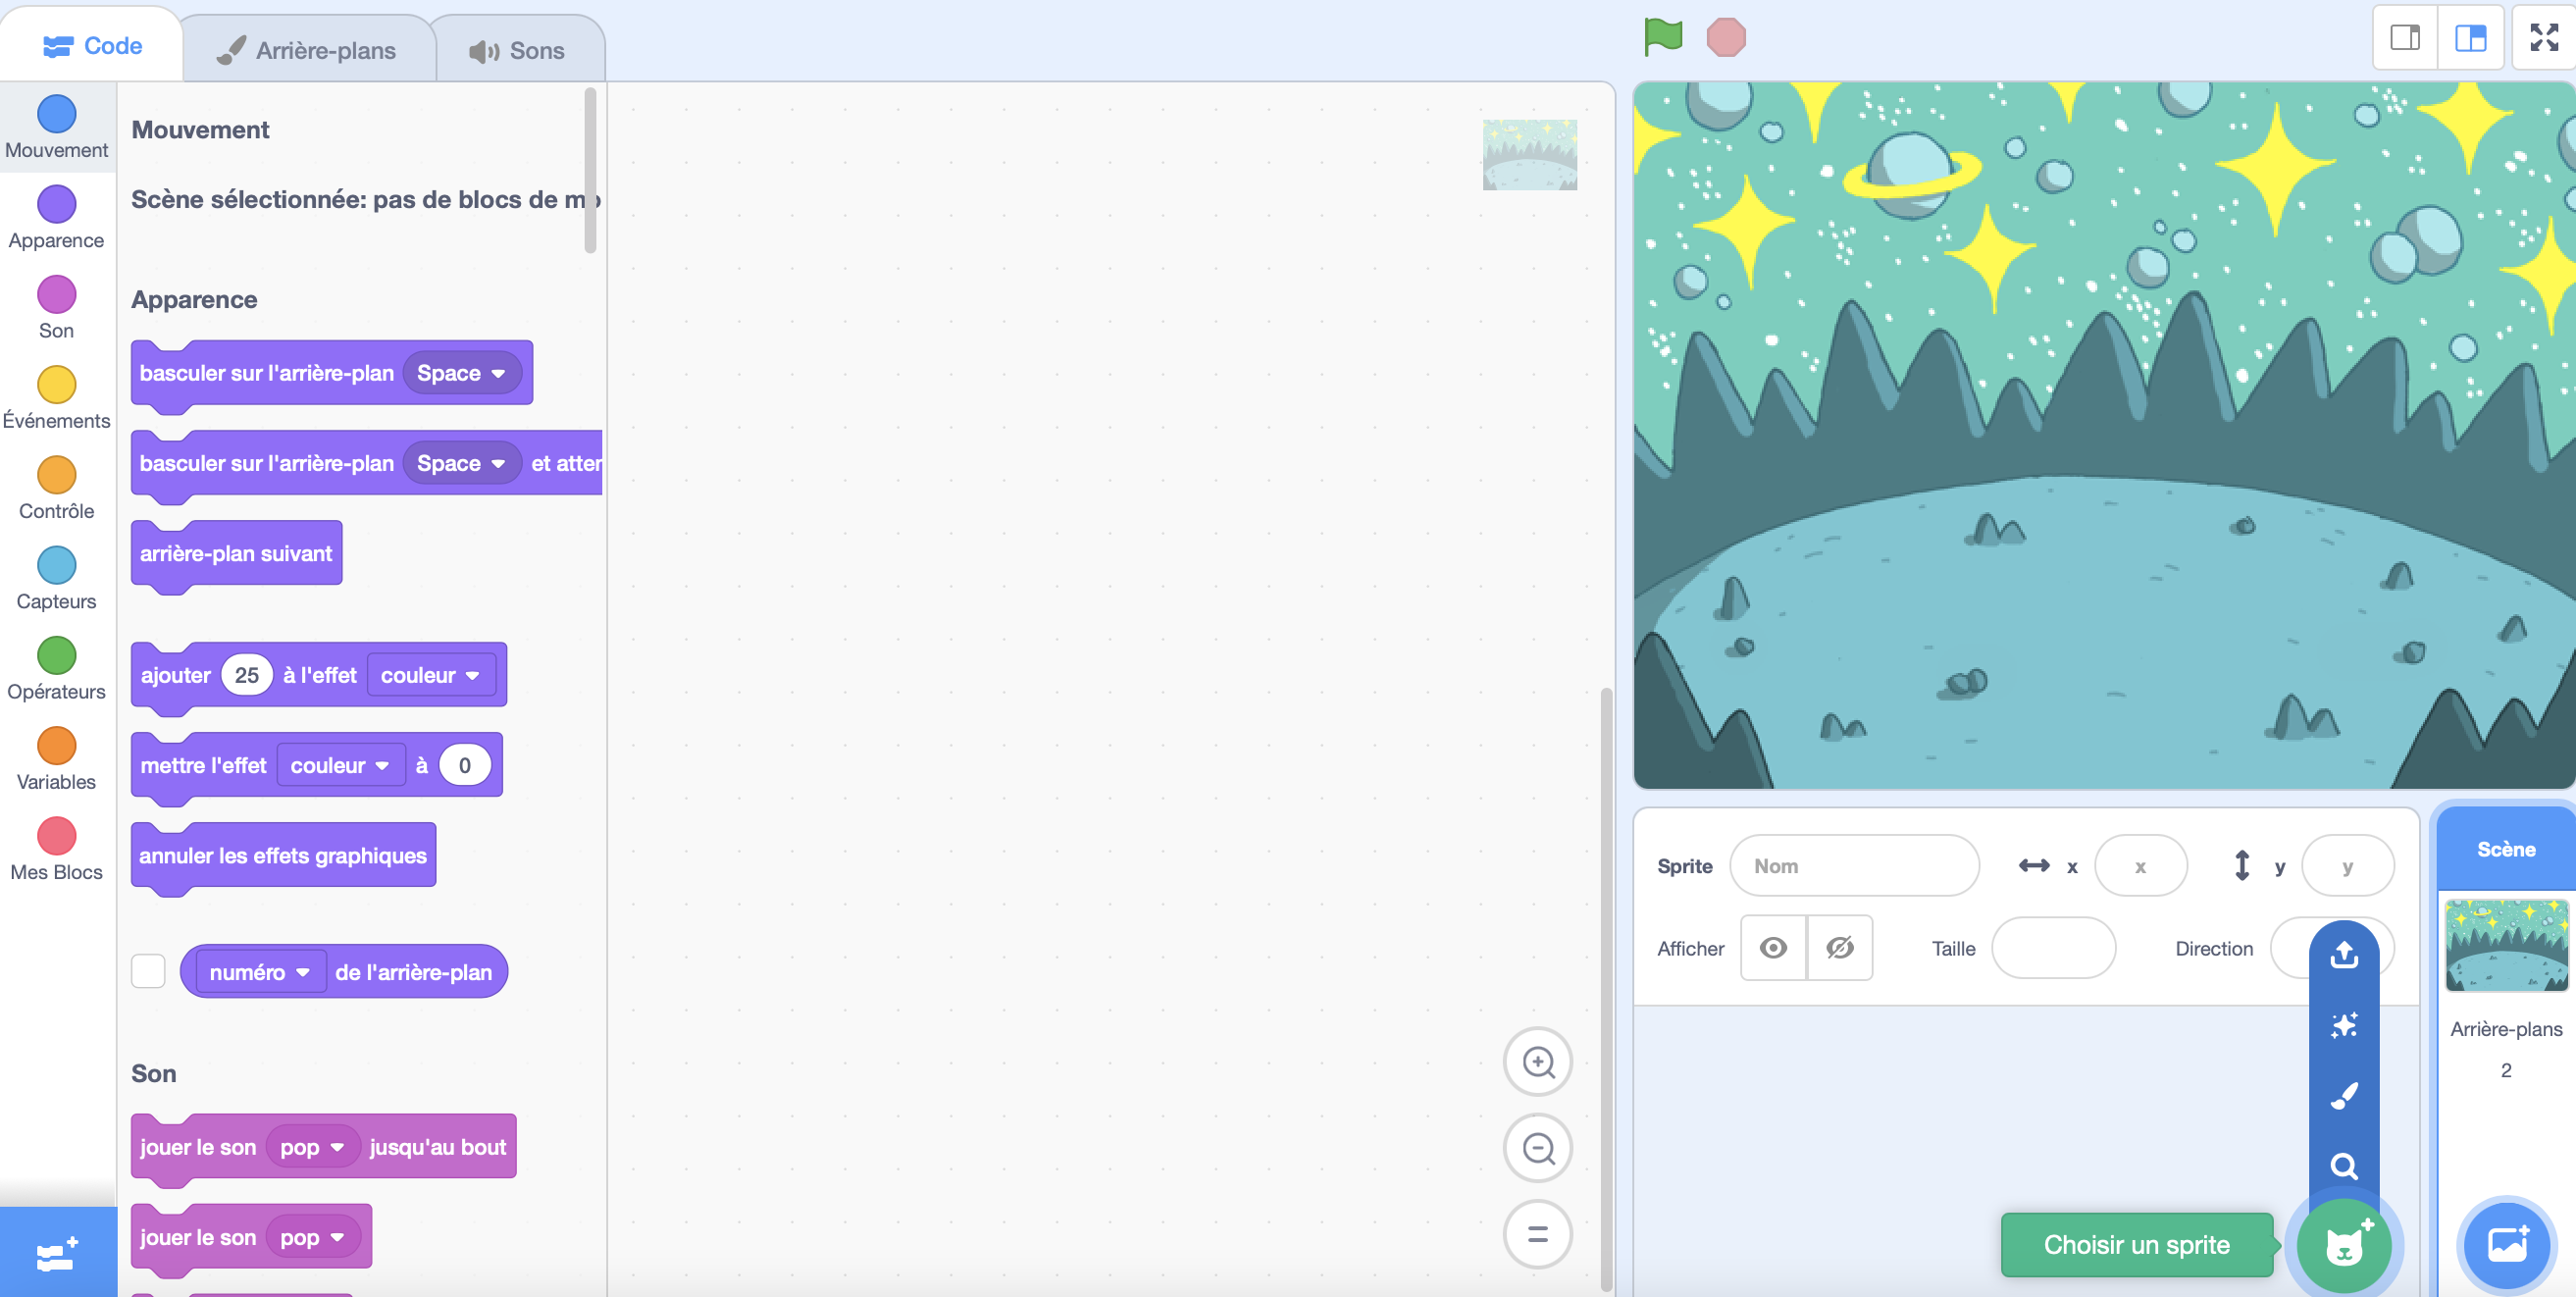 Code
Arrière-plans
Sons
Mouvement
Apparence
Son
Événements
Contrôle
Capteurs
Opérateurs
Variables
Mes Blocs
Mouvement
Scène sélectionnée: pas de blocs de mo
Apparence
basculer sur l'arrière-plan Space
basculer sur l'arrière-plan Space et atter
arrière-plan suivant
ajouter 25 à l'effet couleur
mettre l'effet couleur à 0
annuler les effets graphiques
numéro de l'arrière-plan
Son
jouer le son pop jusqu'au bout
jouer le son pop
Sprite Nom x x y y
Afficher Taille Direction
Choisir un sprite
Scène
Arrière-plans
2